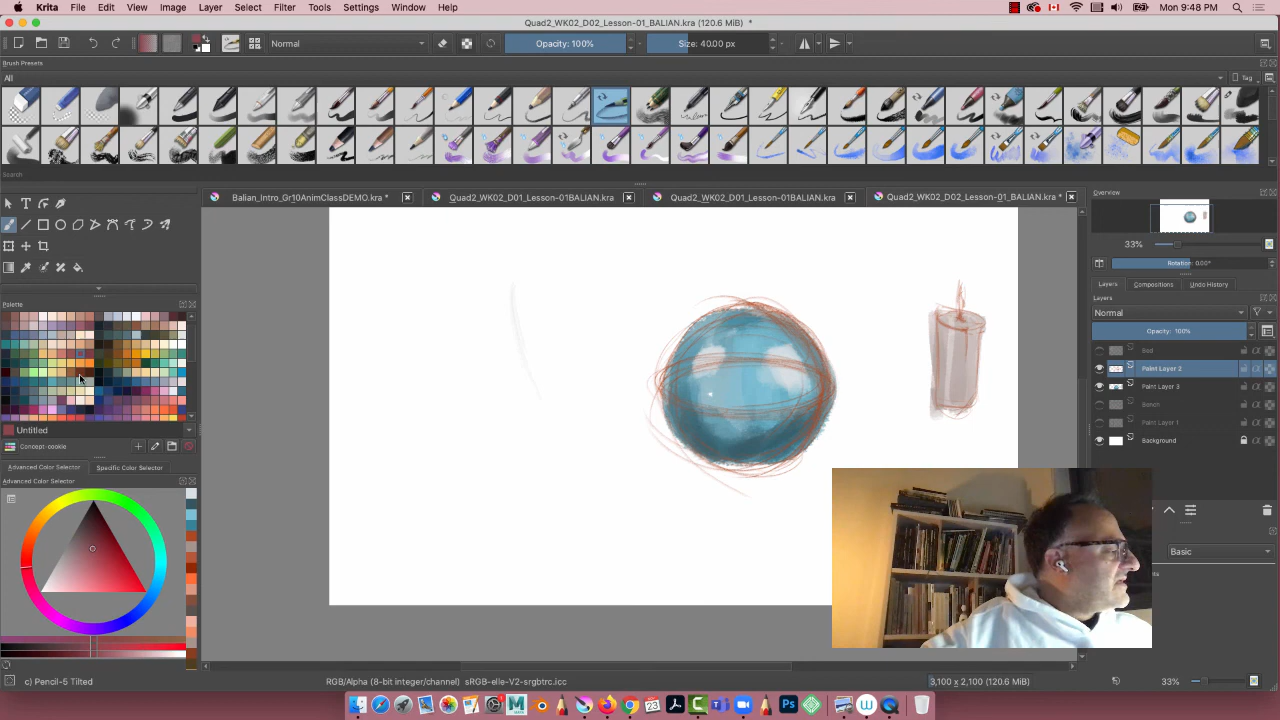 Krita File Edit View Image Layer Select Filter Tools Settings Window Help
Mon 9:48 PM
Quad2_WK02_D02_Lesson-01_BALIAN.kra (120.6 MiB) *
Normal
Opacity: 100%
Size: 40.00 px
Brush Presets
All
Tag
Search
Balian_Intro_Gr10AnimClassDEMO.kra *
Quad2_WK02_D01_Lesson-01BALIAN.kra
Quad2_WK02_D01_Lesson-01BALIAN.kra
Quad2_WK02_D02_Lesson-01_BALIAN.kra *
Overview
33%
Rotation: 0.00°
Layers Compositions Undo History
Layers
Normal
Opacity: 100%
Bed
Paint Layer 2
Paint Layer 3
Bench
Paint Layer 1
Background
Basic
Palette
Untitled
Concept-cookie
Advanced Color Selector Specific Color Selector
Advanced Color Selector
c) Pencil-5 Tilted
RGB/Alpha (8-bit integer/channel) sRGB-elle-V2-srgbtrc.icc
3,100 x 2,100 (120.6 MiB)
33%